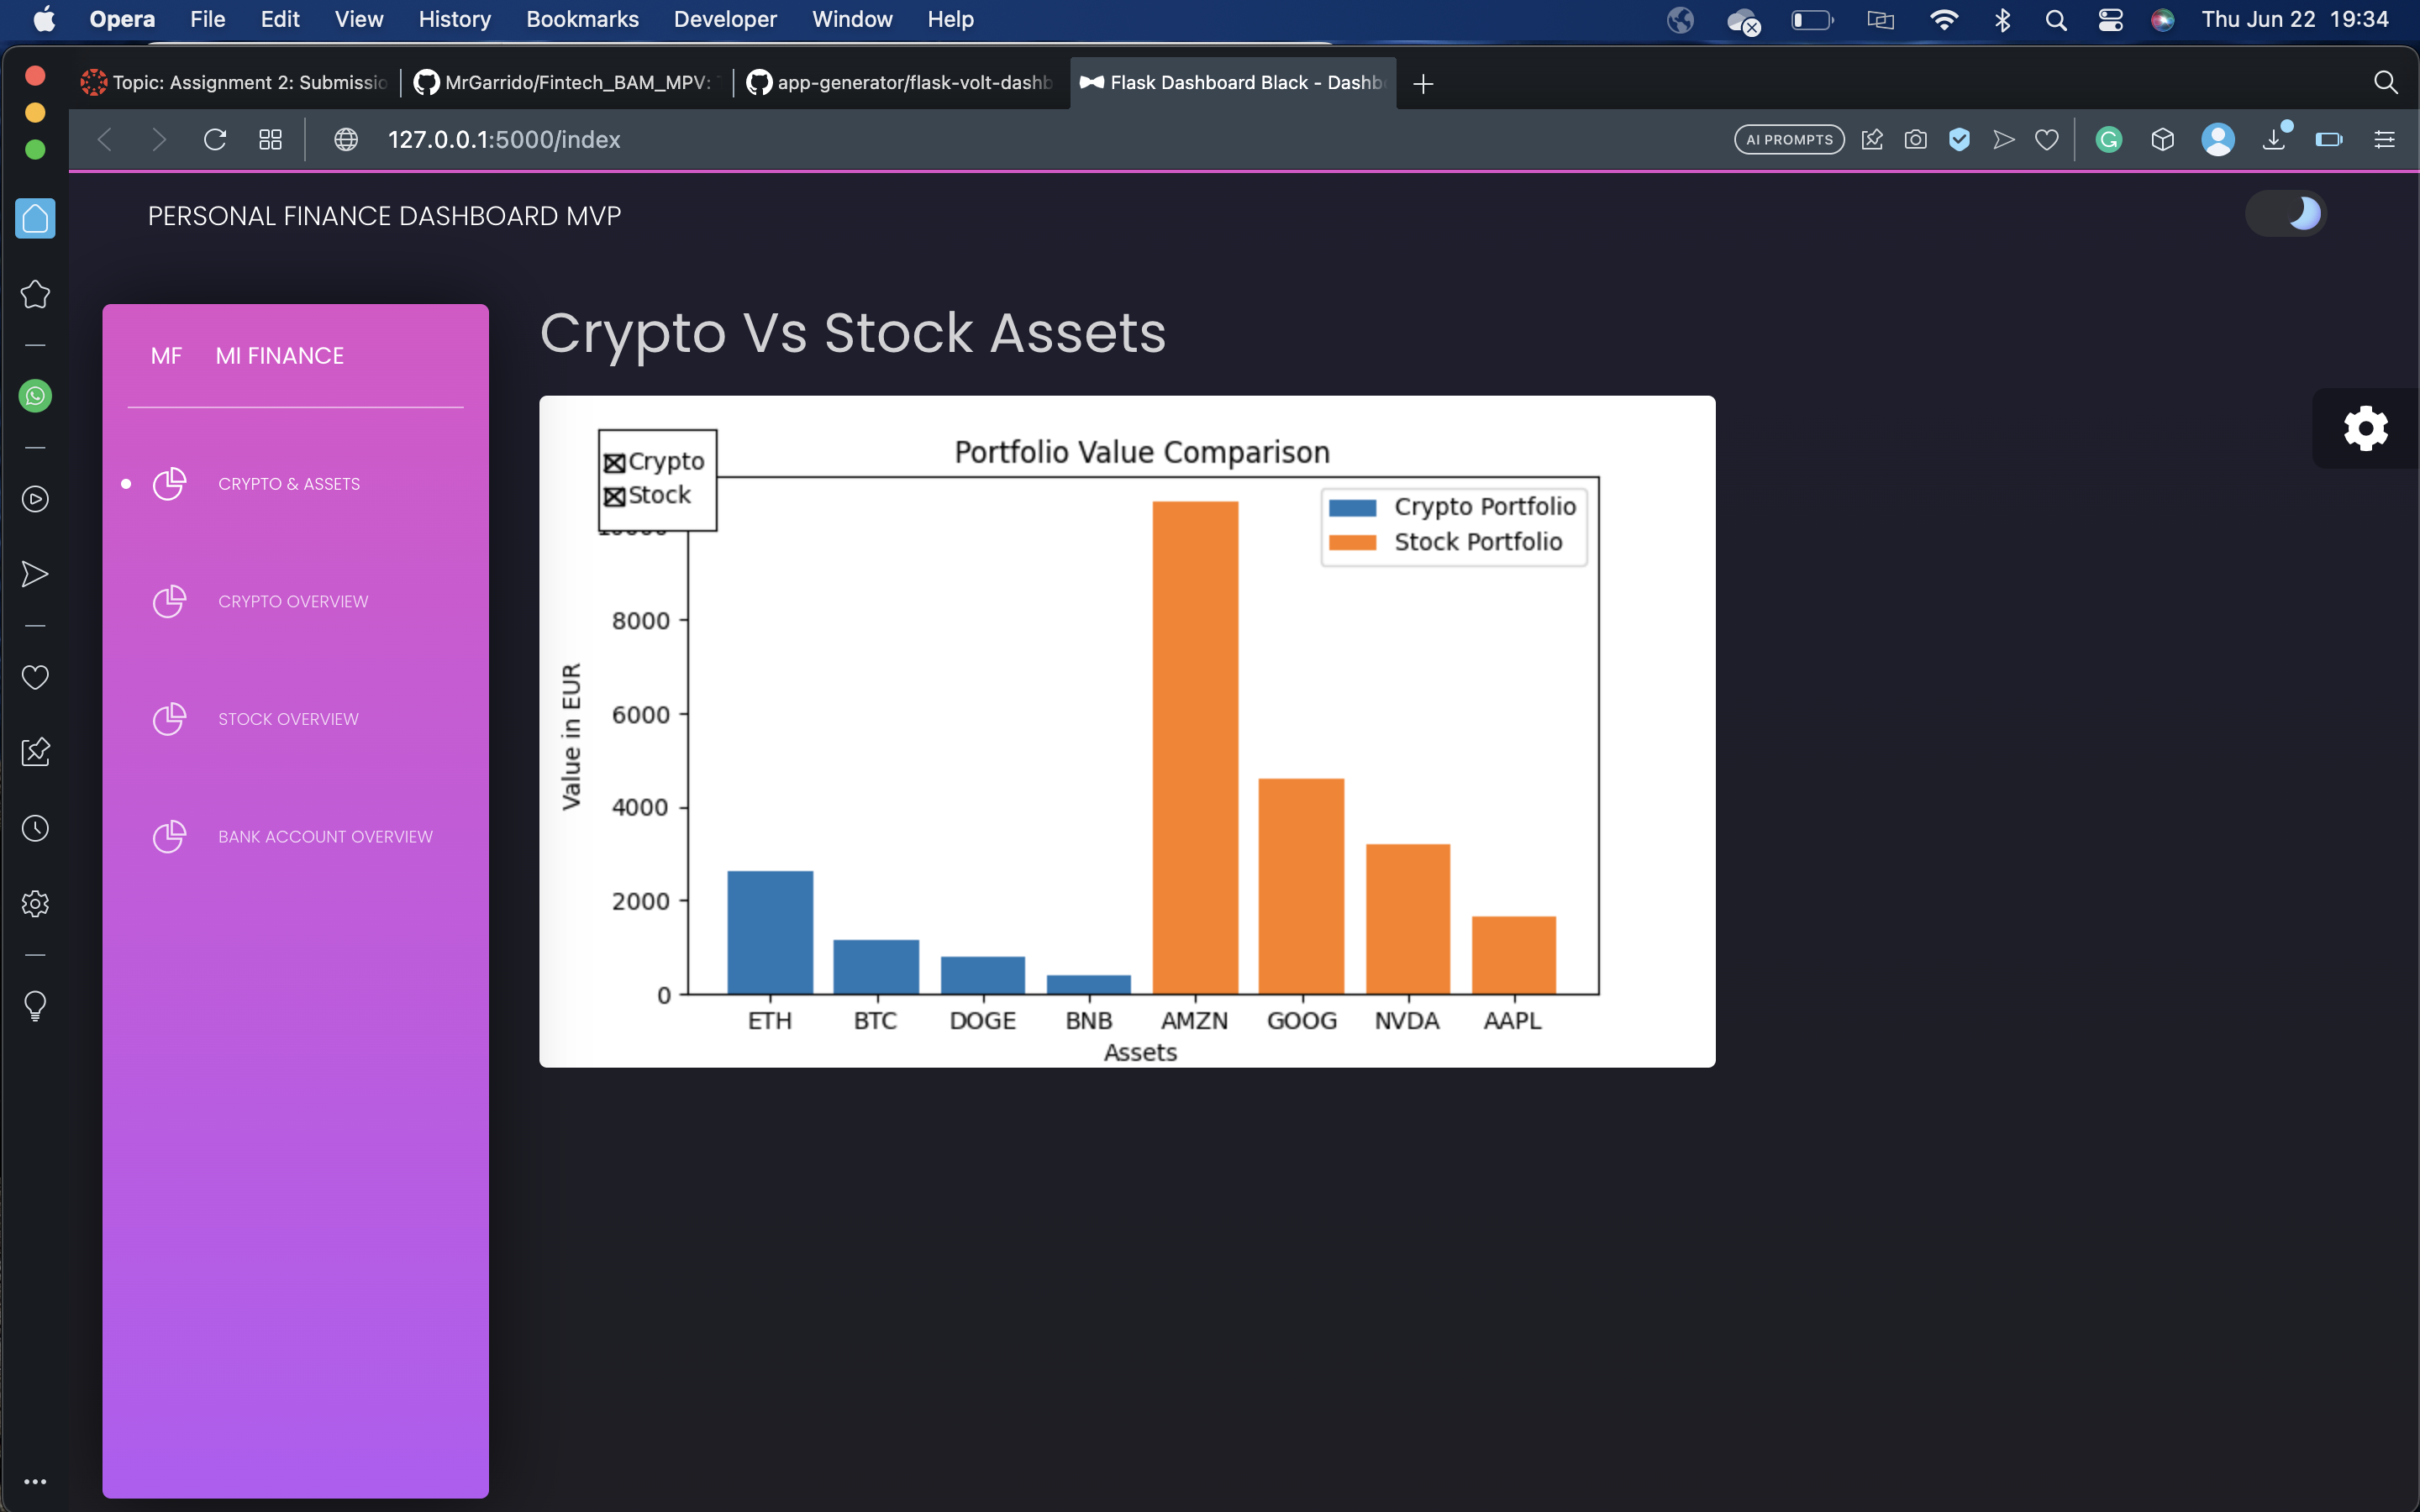 Opera File Edit View History Bookmarks Developer Window Help Thu Jun 22 19:34
Topic: Assignment 2: Submissio MrGarrido/Fintech_BAM_MPV: app-generator/flask-volt-dashb Flask Dashboard Black - Dashb
127.0.0.1:5000/index AI PROMPTS
PERSONAL FINANCE DASHBOARD MVP
MF MI FINANCE
CRYPTO & ASSETS
CRYPTO OVERVIEW
STOCK OVERVIEW
BANK ACCOUNT OVERVIEW
Crypto Vs Stock Assets
Portfolio Value Comparison
Crypto
Stock
Crypto Portfolio
Stock Portfolio
8000
6000
4000
2000
0
Value in EUR
ETH BTC DOGE BNB AMZN GOOG NVDA AAPL
Assets